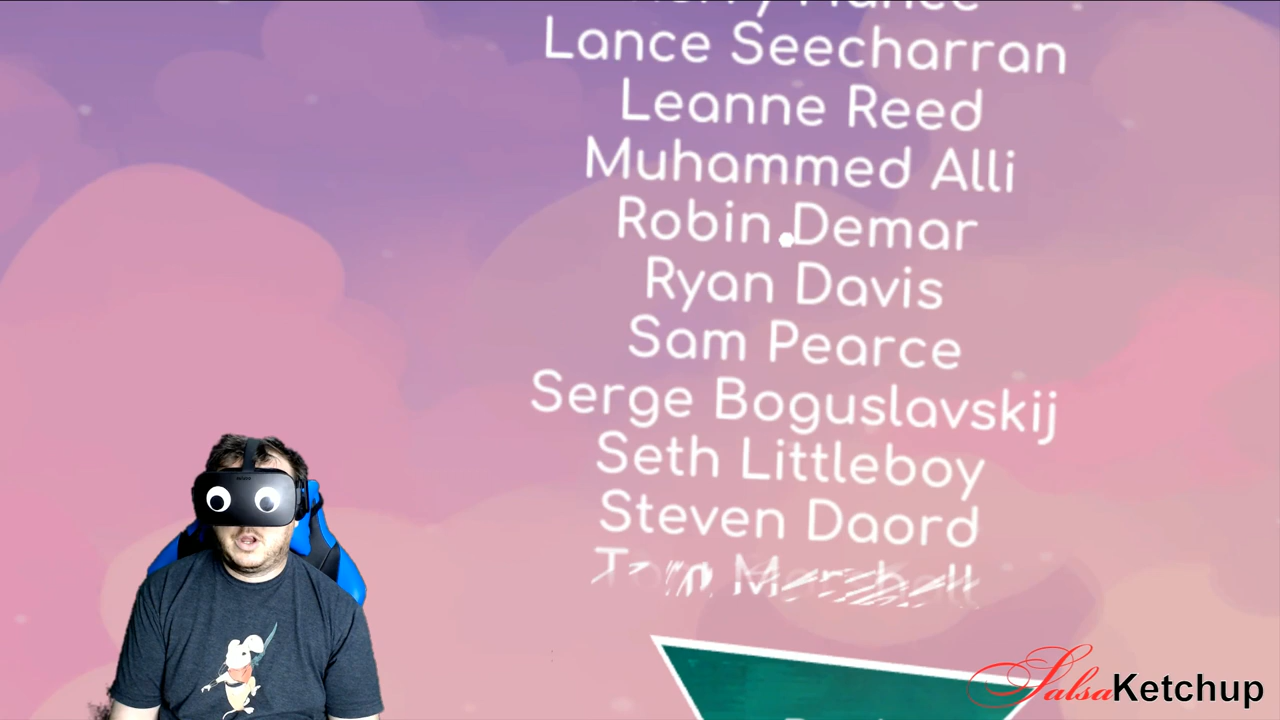 Lance Seecharran
Leanne Reed
Muhammed Alli
Robin Demar
Ryan Davis
Sam Pearce
Serge Boguslavskij
Seth Littleboy
Steven Daord
SalsaKetchup